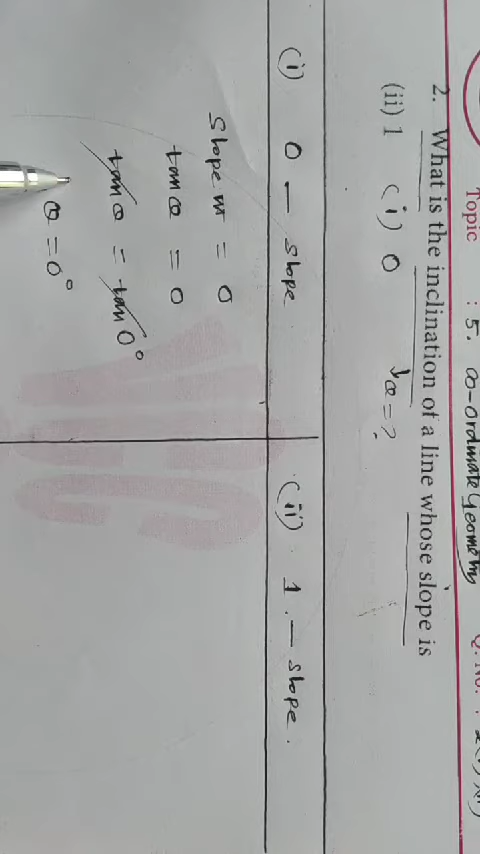 Topic : 5. Co-ordinate Geometry
2. What is the inclination of a line whose slope is
(ii) 1 (i) 0 θ = ?
(i) 0 — slope
(ii) 1. — slope.
Slope m = 0
tan θ = 0
tan θ = tan 0°
θ = 0°